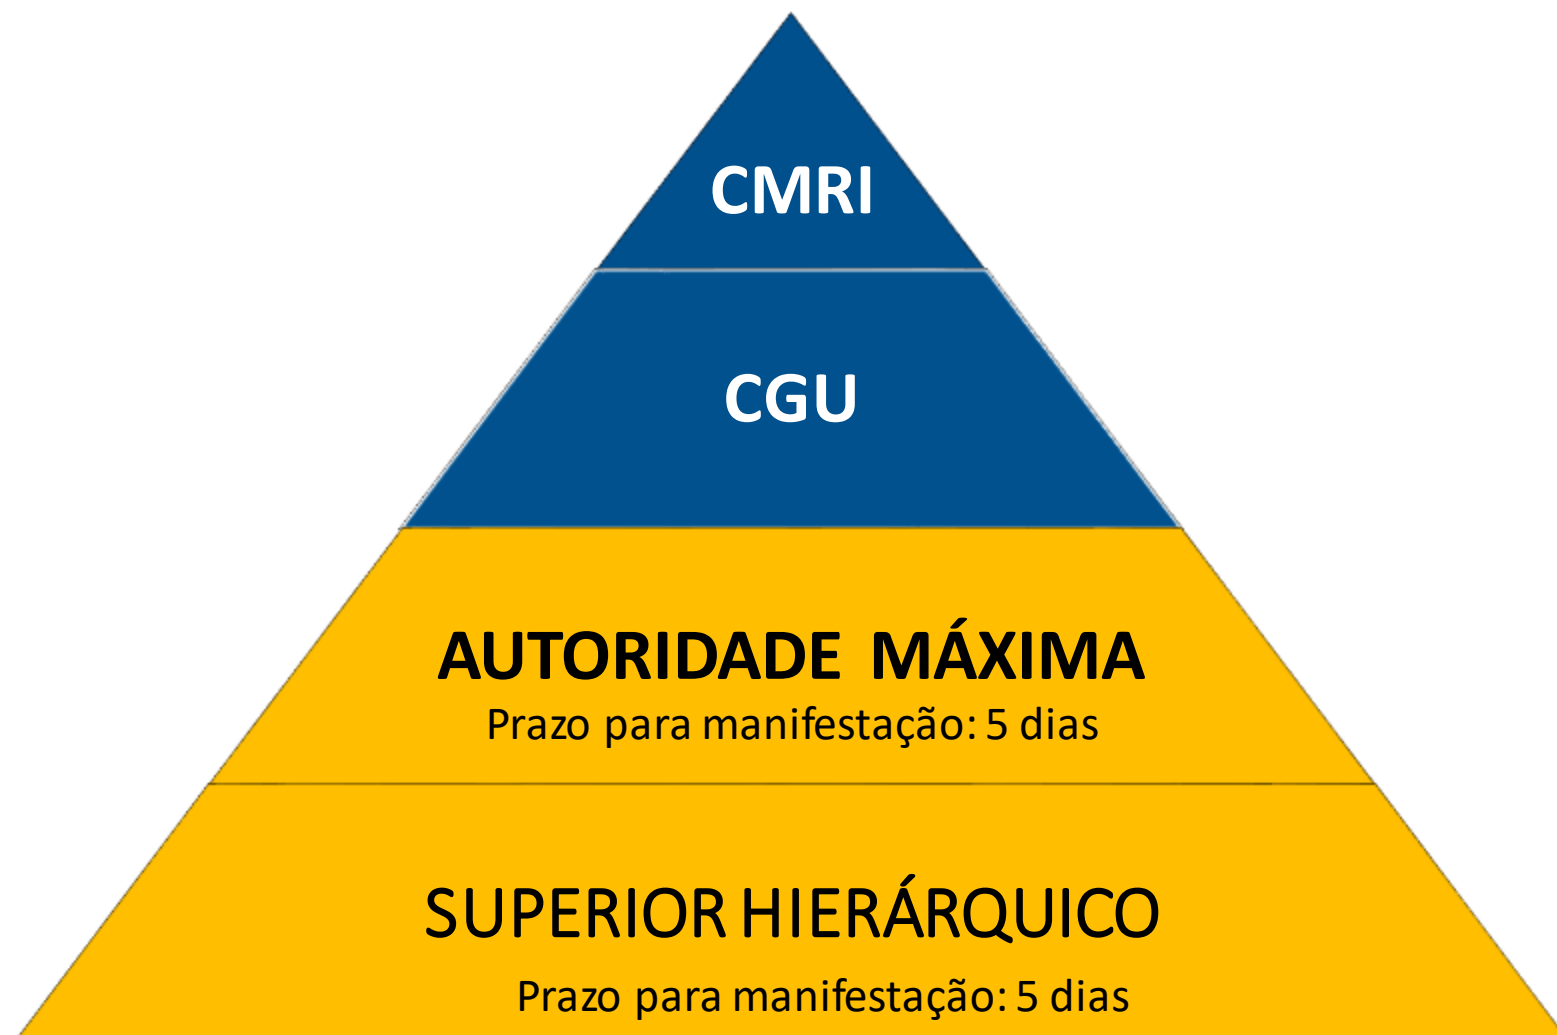 CMRI
CGU
AUTORIDADE MÁXIMA
Prazo para manifestação: 5 dias
SUPERIOR HIERÁRQUICO
Prazo para manifestação: 5 dias